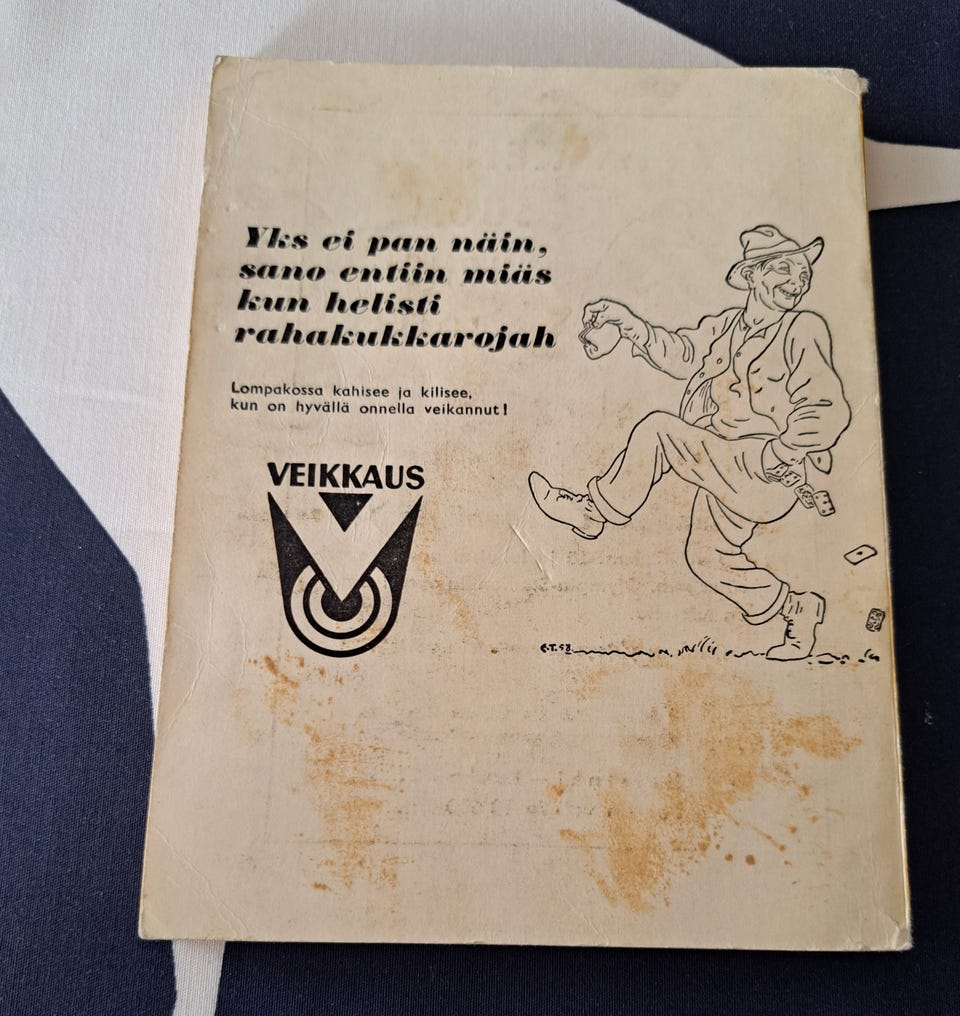 Yks ei pan näin,
sano entiin miäs
kun helisti
rahakukkarojah
Lompakossa kahisee ja kilisee,
kun on hyvällä onnella veikannut!
VEIKKAUS
E.T.58